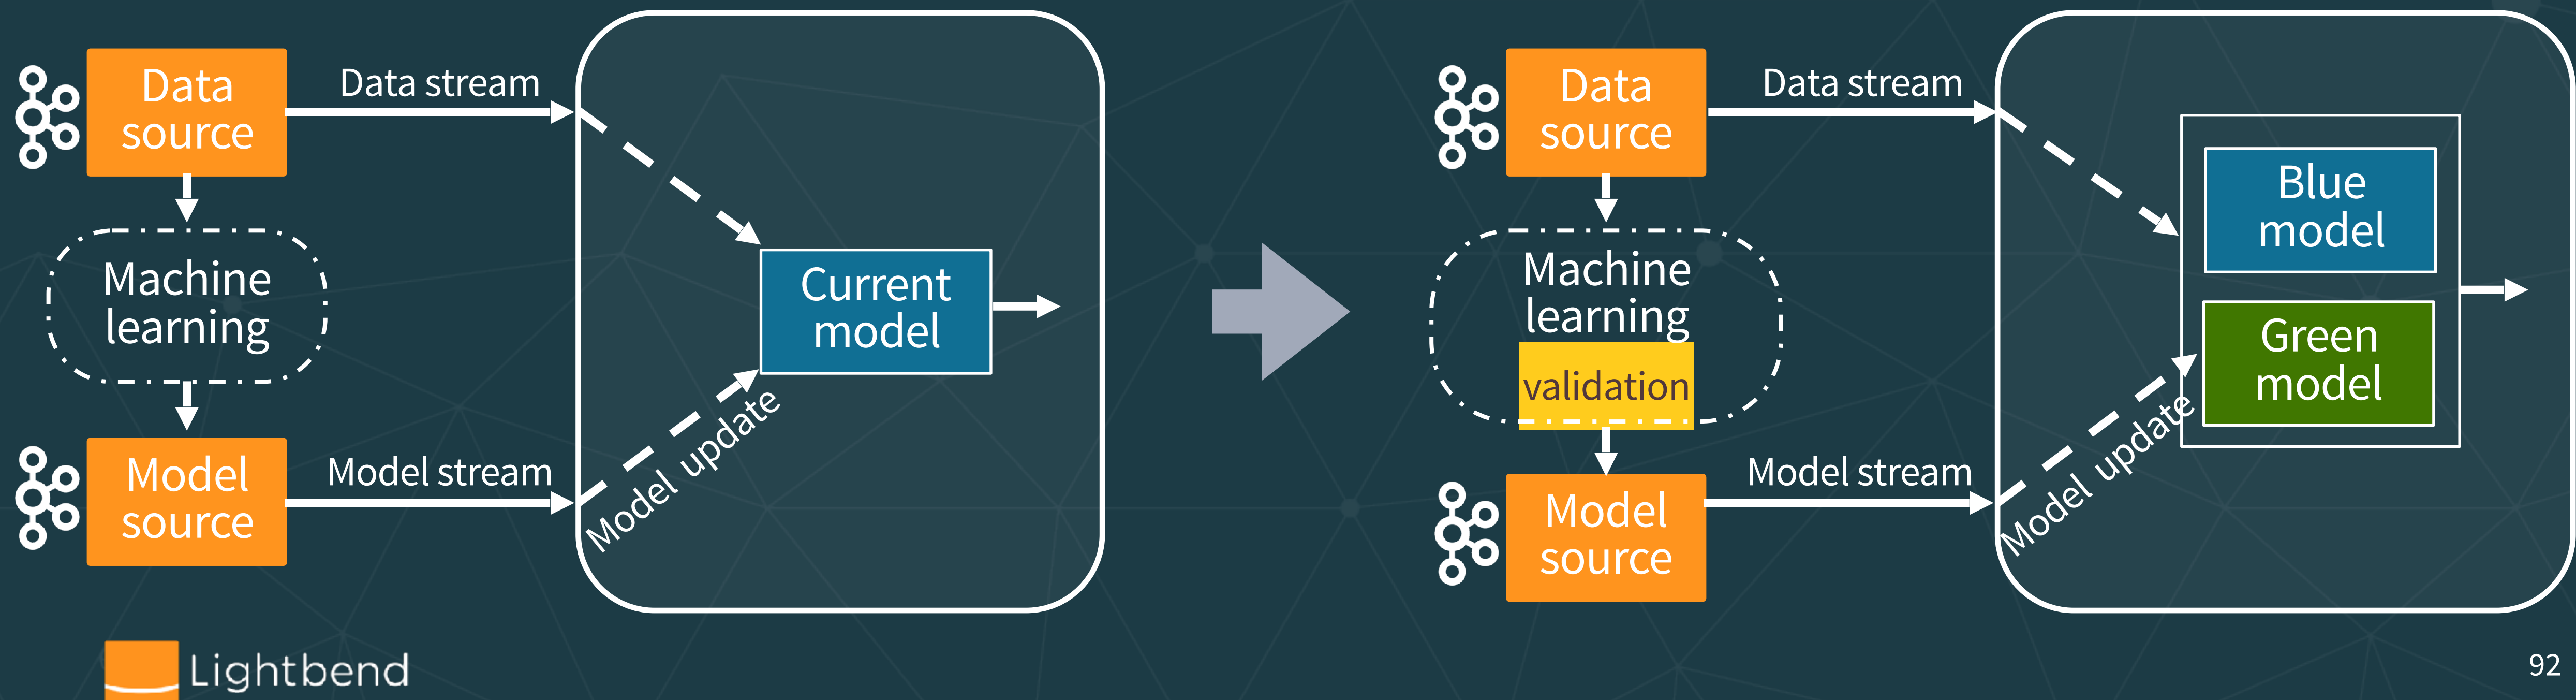 Data
source
Data stream
Machine
learning
Model
source
Model stream
Model update
Current
model
Data
source
Data stream
Machine
learning
validation
Model
source
Model stream
Model update
Blue
model
Green
model
Lightbend
92